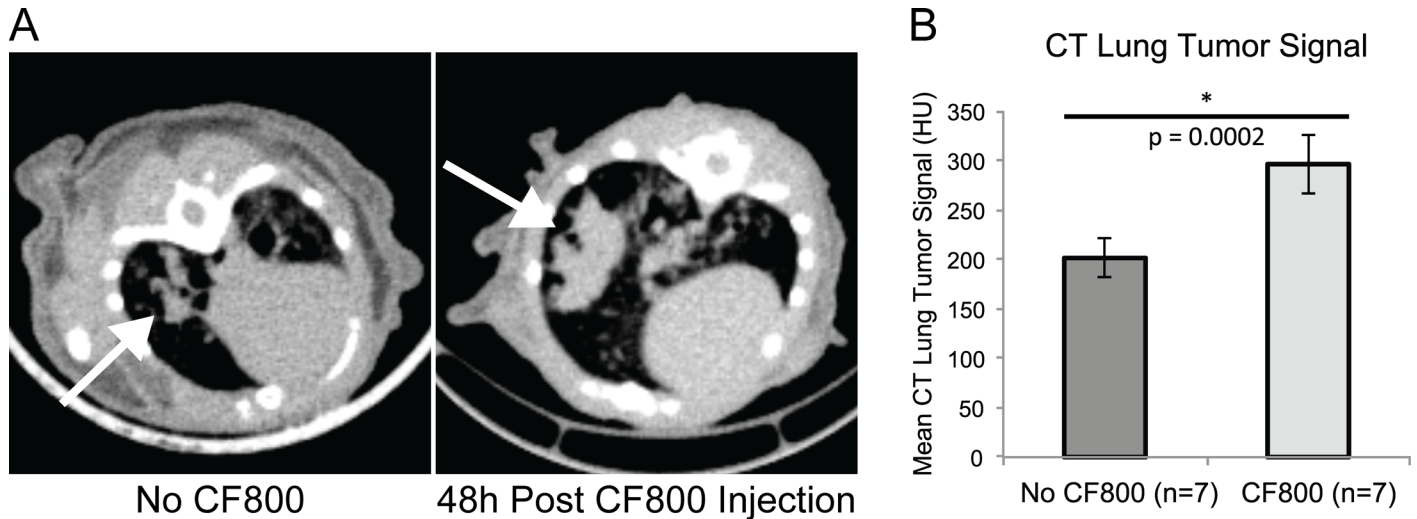 A
No CF800
48h Post CF800 Injection
B
CT Lung Tumor Signal
Mean CT Lung Tumor Signal (HU)
350
300
250
200
150
100
50
0
*
p = 0.0002
No CF800 (n=7)
CF800 (n=7)